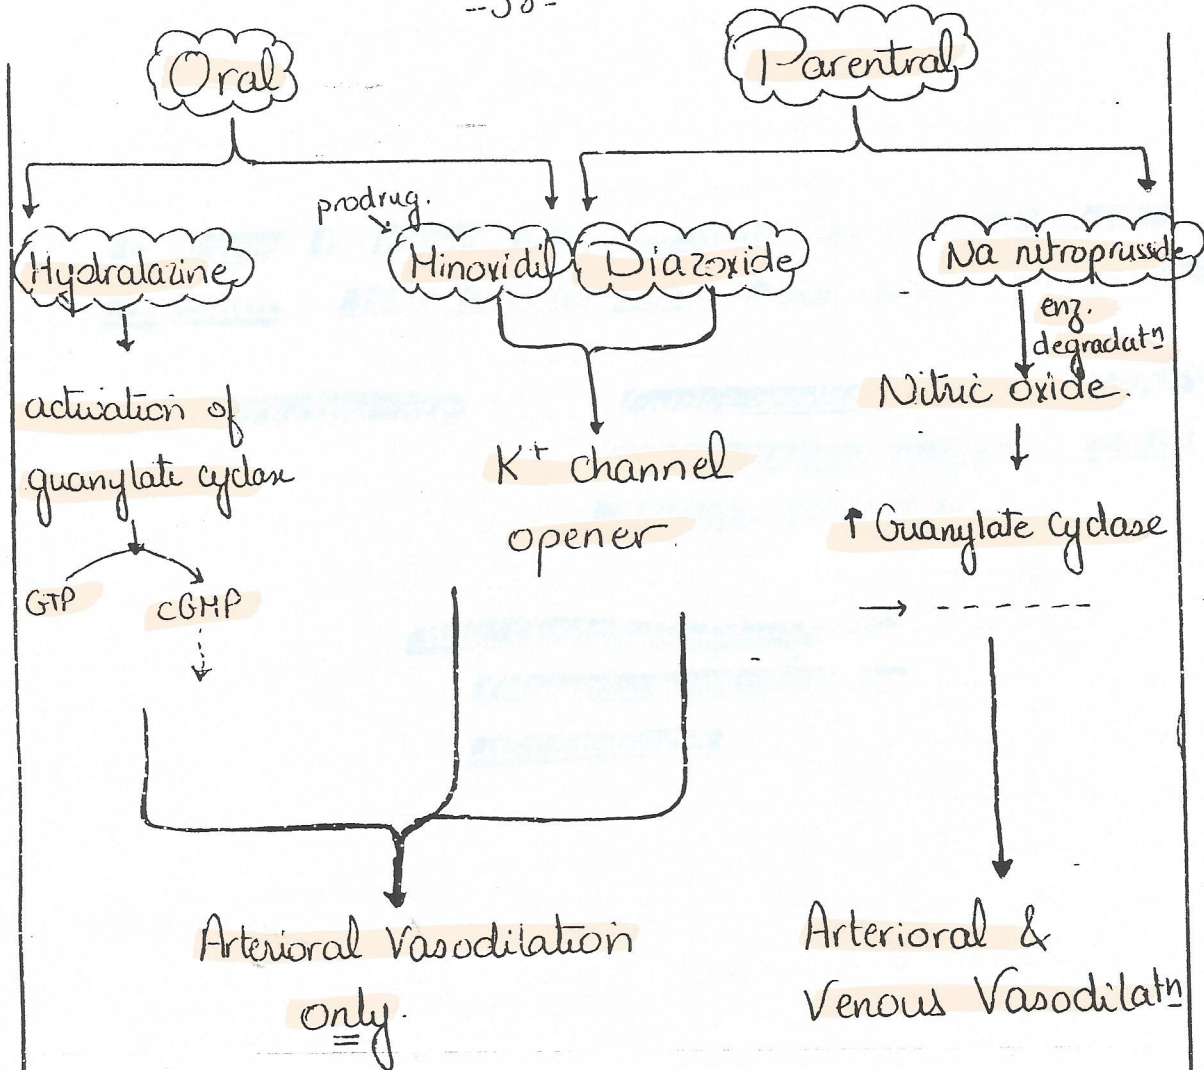 Oral
Parentral
prodrug.
Hydralazine
Minoxidil
Diazoxide
Na nitroprusside
enz.
degradatn
activation of
guanylate cyclase
GTP
cGMP
K+ channel
opener.
Nitric oxide.
↑ Guanylate cyclase
Arterioral Vasodilation
only.
Arterioral &
Venous Vasodilatn